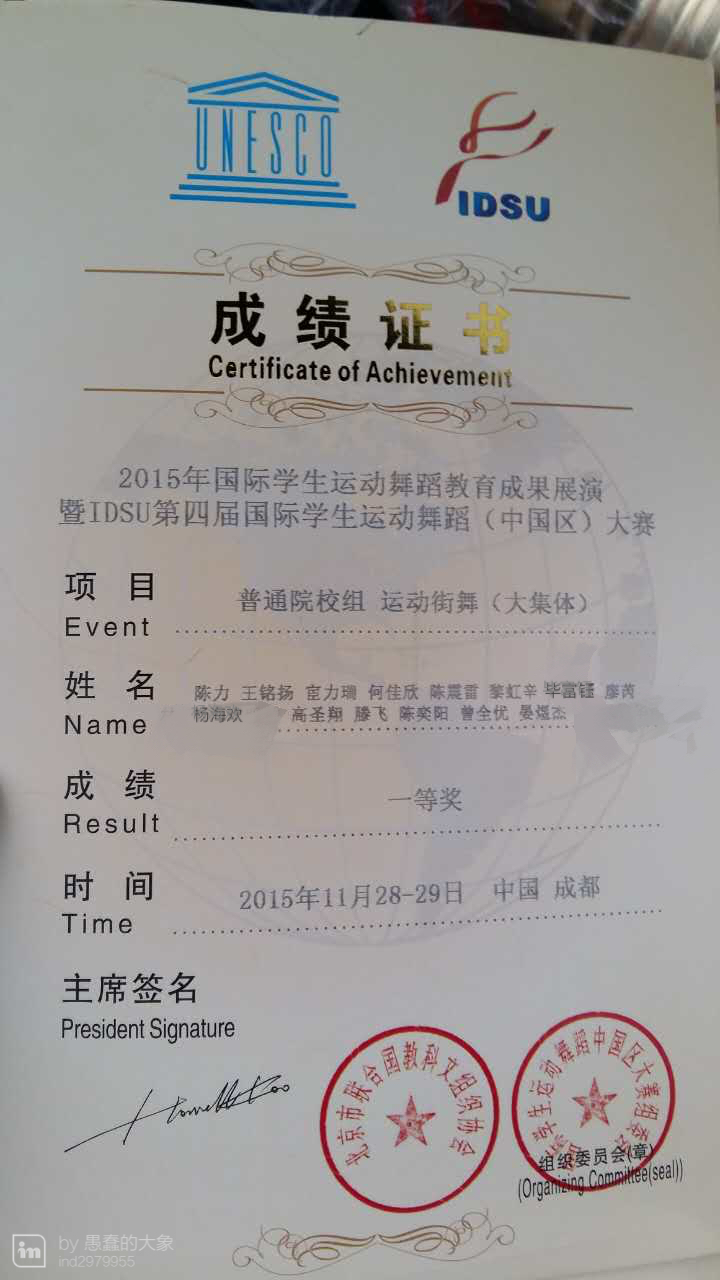 UNESCO
IDSU
成绩证书
Certificate of Achievement
2015年国际学生运动舞蹈教育成果展演
暨IDSU第四届国际学生运动舞蹈（中国区）大赛
项 目 普通院校组 运动街舞（大集体）
Event
姓 名 陈力 王铭扬 宦力珊 何佳欣 陈震雷 黎虹辛 毕富钰 廖芮
Name 杨海欢 高圣翔 滕飞 陈奕阳 曾全优 晏煜杰
成 绩 一等奖
Result
时 间 2015年11月28-29日 中国 成都
Time
主席签名
President Signature
北京市联合国教科文组织协会
学生运动舞蹈中国区大赛组委会
组织委员会(章)
(Organizing Committee(seal))
in by 愚蠢的大象
ind2979955